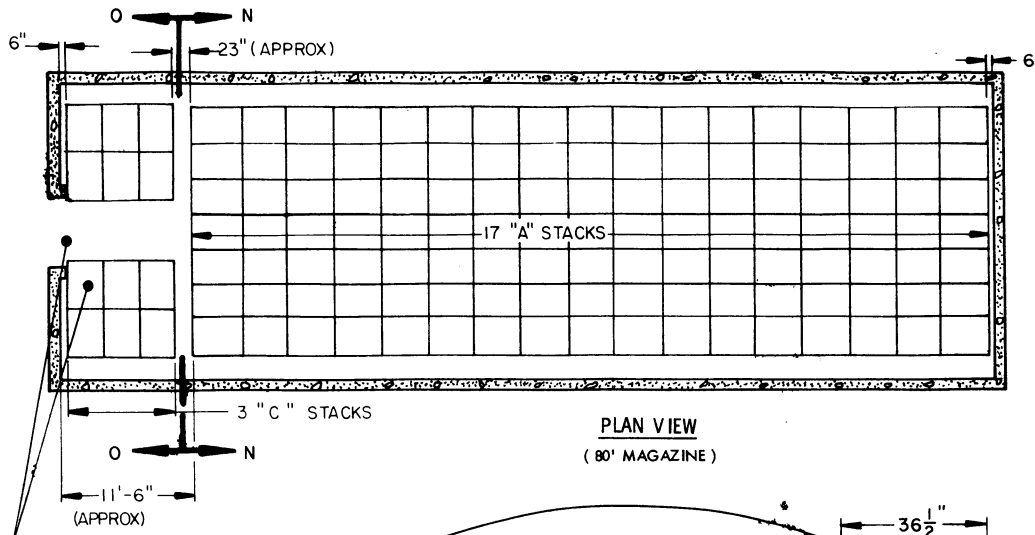 O N
6" 23" (APPROX) 6
17 "A" STACKS
3 "C" STACKS
PLAN VIEW
(80' MAGAZINE)
O N
11'-6"
(APPROX)
36 1/2"